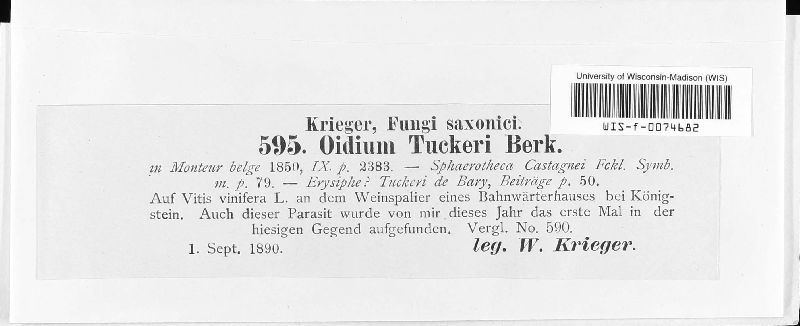 University of Wisconsin-Madison (WIS)
WIS-f-0074682
Krieger, Fungi saxonici.
595. Oidium Tuckeri Berk.
in Monteur belge 1850, IX. p. 2383. — Sphaerotheca Castagnei Fckl. Symb.
m. p. 79. — Erysiphe? Tuckeri de Bary, Beiträge p. 50.
Auf Vitis vinifera L. an dem Weinspalier eines Bahnwärterhauses bei König-
stein. Auch dieser Parasit wurde von mir dieses Jahr das erste Mal in der
hiesigen Gegend aufgefunden. Vergl. No. 590.
1. Sept. 1890. leg. W. Krieger.